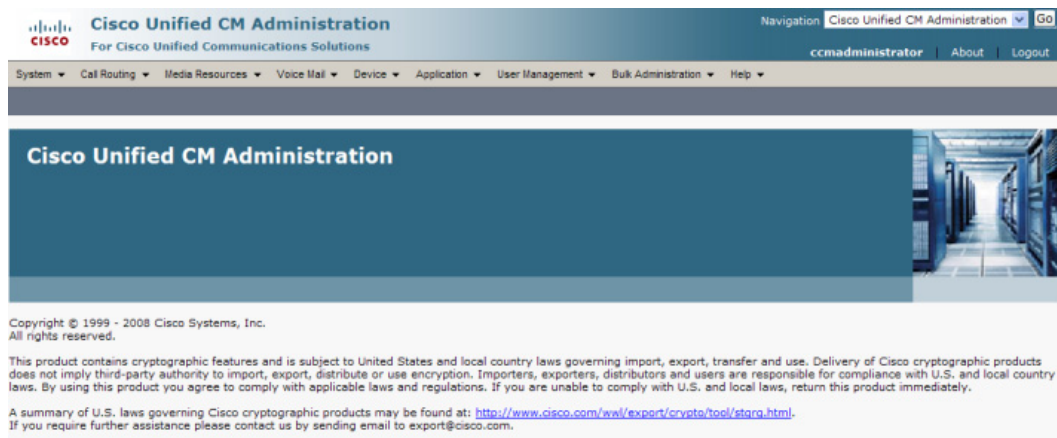 cisco
Cisco Unified CM Administration
For Cisco Unified Communications Solutions
Navigation Cisco Unified CM Administration Go
ccmadministrator About Logout
System Call Routing Media Resources Voice Mail Device Application User Management Bulk Administration Help
Cisco Unified CM Administration
Copyright © 1999 - 2008 Cisco Systems, Inc.
All rights reserved.
This product contains cryptographic features and is subject to United States and local country laws governing import, export, transfer and use. Delivery of Cisco cryptographic products
does not imply third-party authority to import, export, distribute or use encryption. Importers, exporters, distributors and users are responsible for compliance with U.S. and local country
laws. By using this product you agree to comply with applicable laws and regulations. If you are unable to comply with U.S. and local laws, return this product immediately.
A summary of U.S. laws governing Cisco cryptographic products may be found at: http://www.cisco.com/wwl/export/crypto/tool/stqrg.html.
If you require further assistance please contact us by sending email to export@cisco.com.